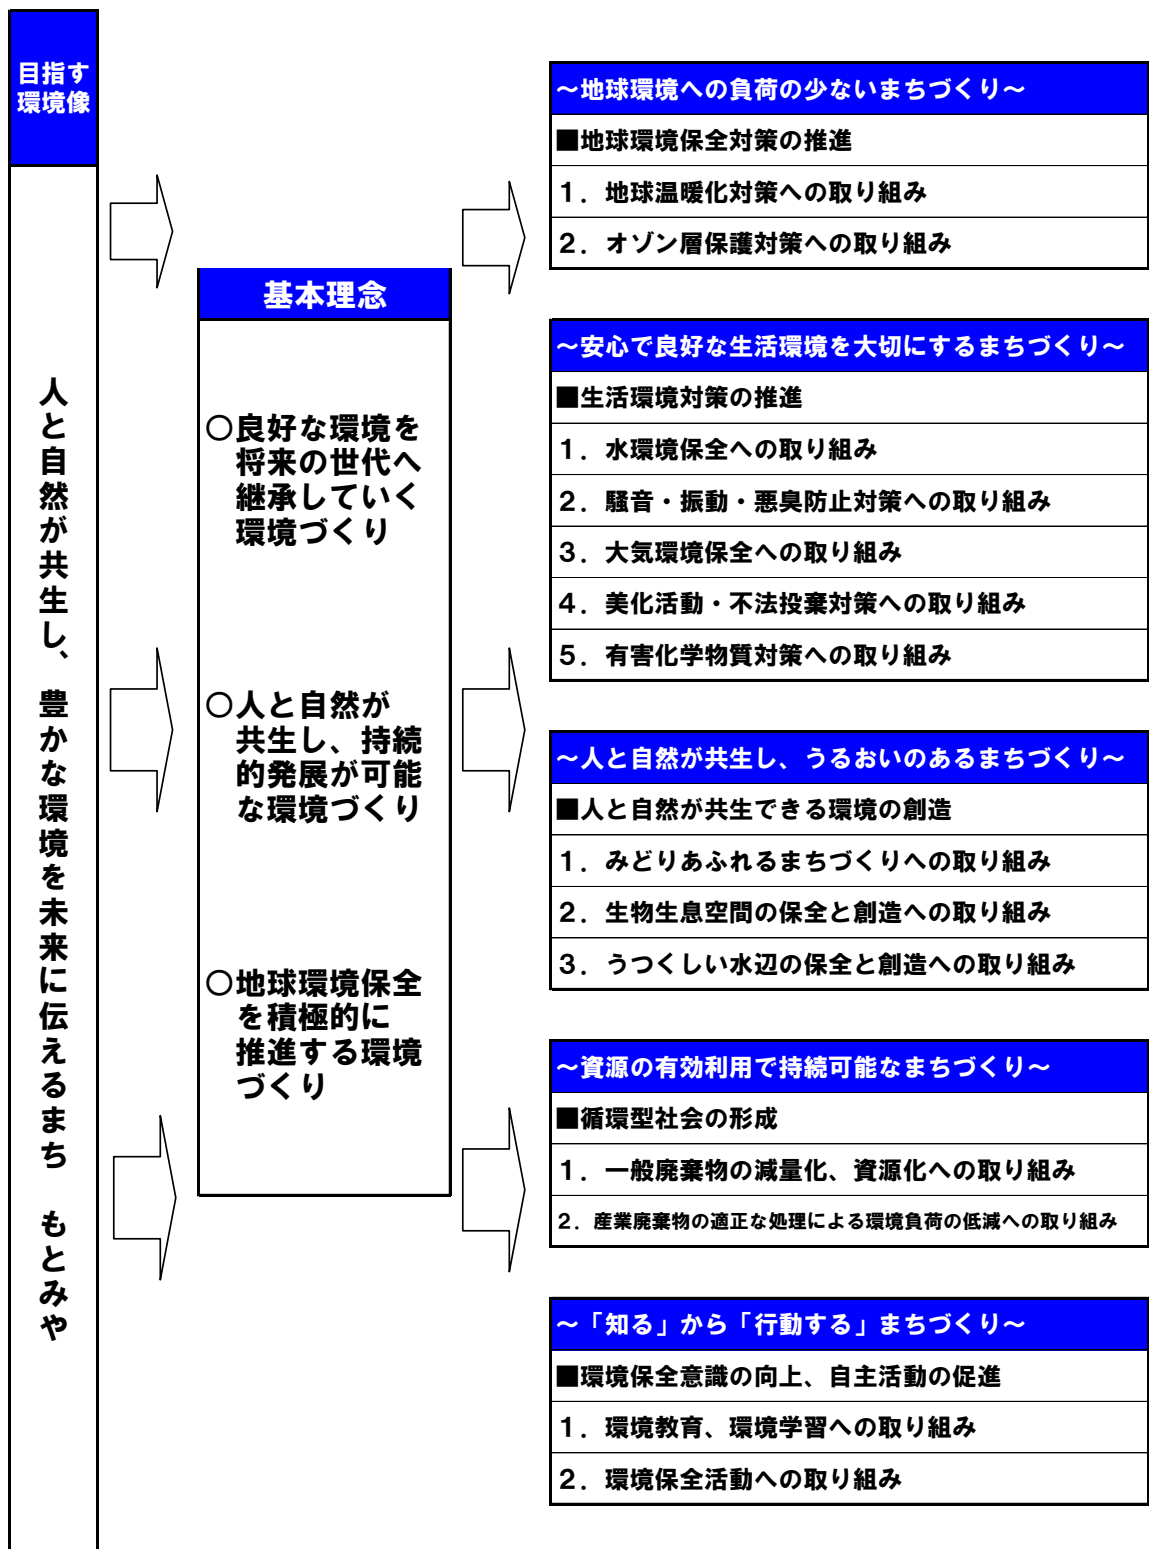 目指す
環境像
人と自然が共生し、豊かな環境を未来に伝えるまち　もとみや
基本理念
○良好な環境を
将来の世代へ
継承していく
環境づくり
○人と自然が
共生し、持続
的発展が可能
な環境づくり
○地球環境保全
を積極的に
推進する環境
づくり
～地球環境への負荷の少ないまちづくり～
■地球環境保全対策の推進
１．地球温暖化対策への取り組み
２．オゾン層保護対策への取り組み
～安心で良好な生活環境を大切にするまちづくり～
■生活環境対策の推進
１．水環境保全への取り組み
２．騒音・振動・悪臭防止対策への取り組み
３．大気環境保全への取り組み
４．美化活動・不法投棄対策への取り組み
５．有害化学物質対策への取り組み
～人と自然が共生し、うるおいのあるまちづくり～
■人と自然が共生できる環境の創造
１．みどりあふれるまちづくりへの取り組み
２．生物生息空間の保全と創造への取り組み
３．うつくしい水辺の保全と創造への取り組み
～資源の有効利用で持続可能なまちづくり～
■循環型社会の形成
１．一般廃棄物の減量化、資源化への取り組み
２．産業廃棄物の適正な処理による環境負荷の低減への取り組み
～「知る」から「行動する」まちづくり～
■環境保全意識の向上、自主活動の促進
１．環境教育、環境学習への取り組み
２．環境保全活動への取り組み